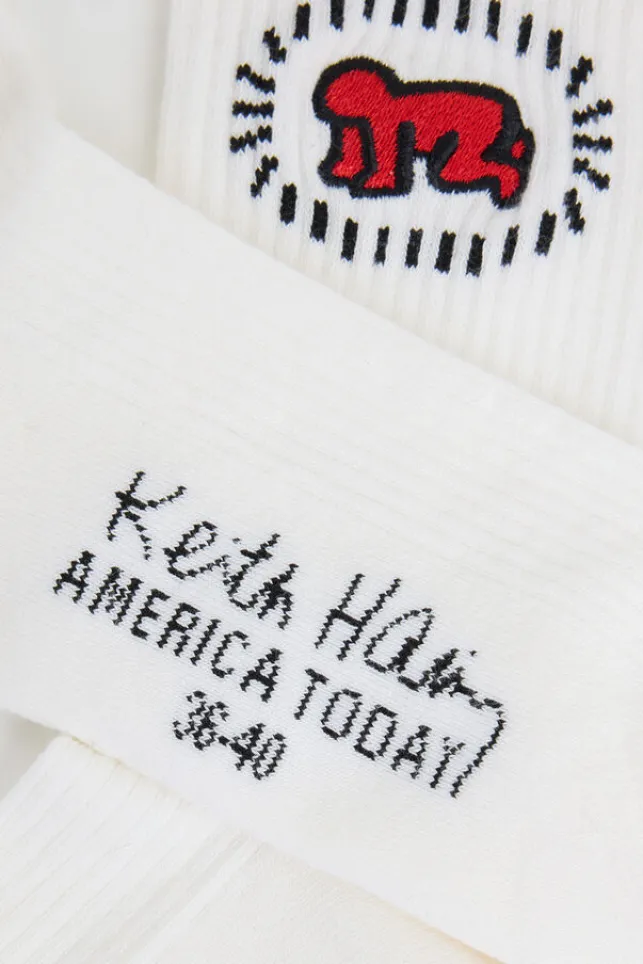 Keith Haring
AMERICA TODAY
36-40